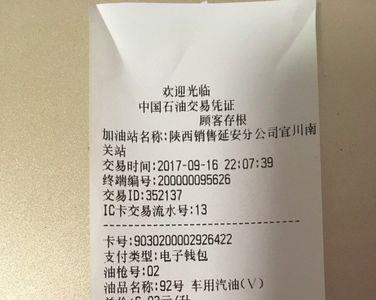 欢迎光临
中国石油交易凭证
顾客存根
加油站名称:陕西销售延安分公司宜川南
关站
交易时间:2017-09-16 22:07:39
终端编号:200000095626
交易ID:352137
IC卡交易流水号:13
卡号:9030200002926422
支付类型:电子钱包
油枪号:02
油品名称:92号 车用汽油(Ⅴ)